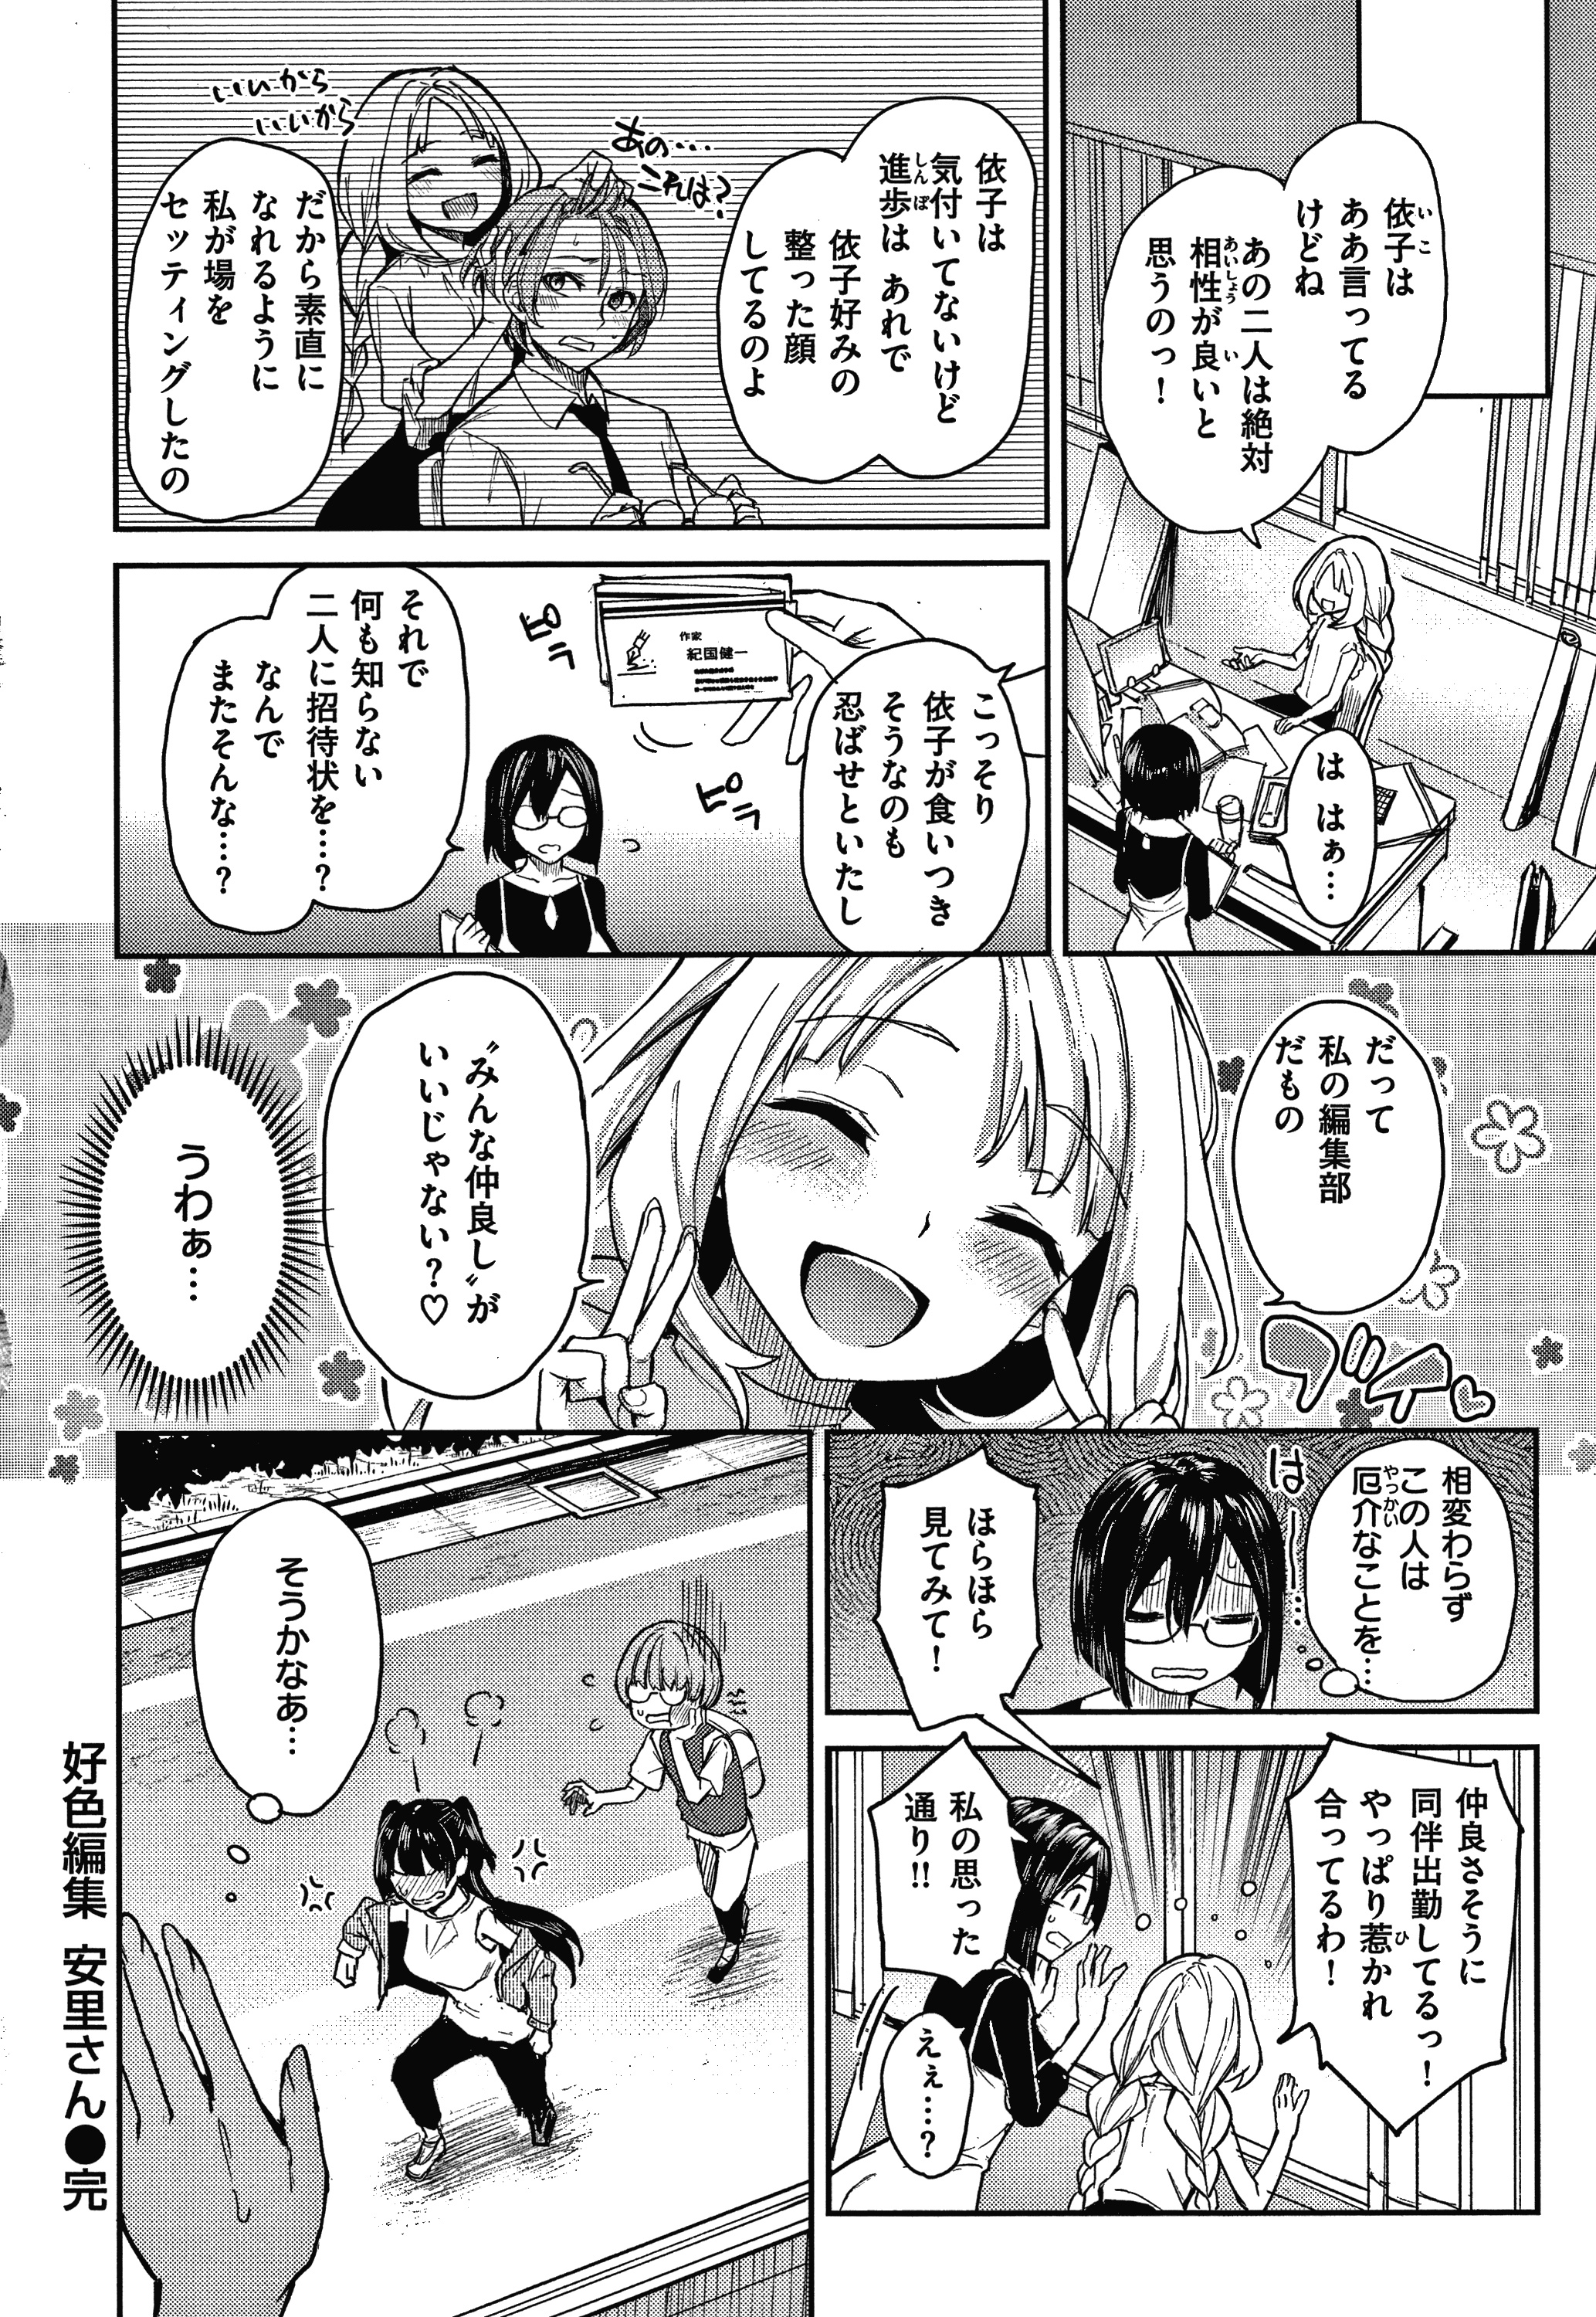 依子は
ああ言ってる
けどね
あの二人は絶対
相性が良いと
思うのっ！
は はぁ…
依子は
気付いてないけど
進歩は あれで
依子好みの
整った顔
してるのよ
あの…
これは？
いいから
いいから
だから素直に
なれるように
私が場を
セッティングしたの
こっそり
依子が食いつき
そうなのも
忍ばせといたし
作家
紀国健一
ピラ
ピラ
それで
何も知らない
二人に招待状を…？
なんで
またそんな…？
だって
私の編集部
だもの
ブイ♡
〝みんな仲良し〟が
いいじゃない？♡
うわぁ…
相変わらず
この人は
厄介なことを…
はーー…
ほらほら
見てみて！
仲良さそうに
同伴出勤してるっ！
やっぱり惹かれ
合ってるわ！
私の思った
通り!!
えぇ…？
そうかなぁ…
好色編集 安里さん●完